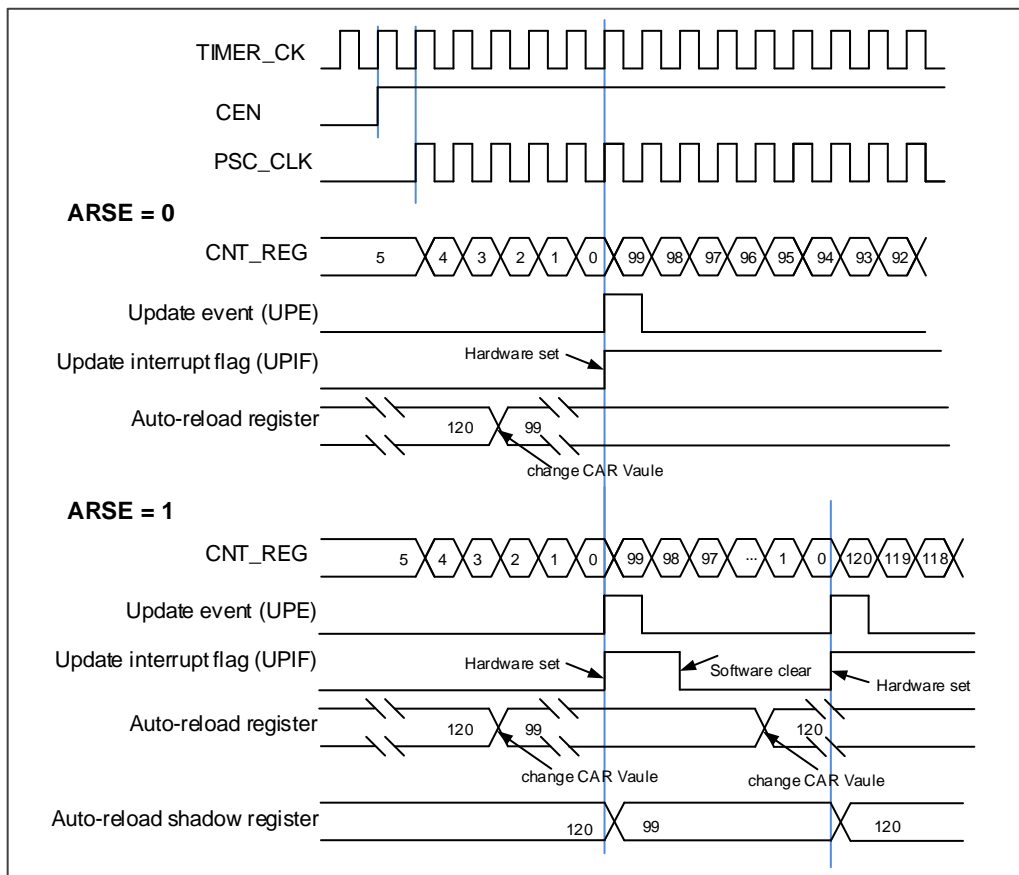 TIMER_CK
CEN
PSC_CLK
ARSE = 0
CNT_REG 5 4 3 2 1 0 99 98 97 96 95 94 93 92
Update event (UPE)
Update interrupt flag (UPIF) Hardware set
Auto-reload register 120 99
change CAR Vaule
ARSE = 1
CNT_REG 5 4 3 2 1 0 99 98 97 ... 1 0 120 119 118
Update event (UPE)
Update interrupt flag (UPIF) Hardware set Software clear Hardware set
Auto-reload register 120 99 120
change CAR Vaule change CAR Vaule
Auto-reload shadow register 120 99 120